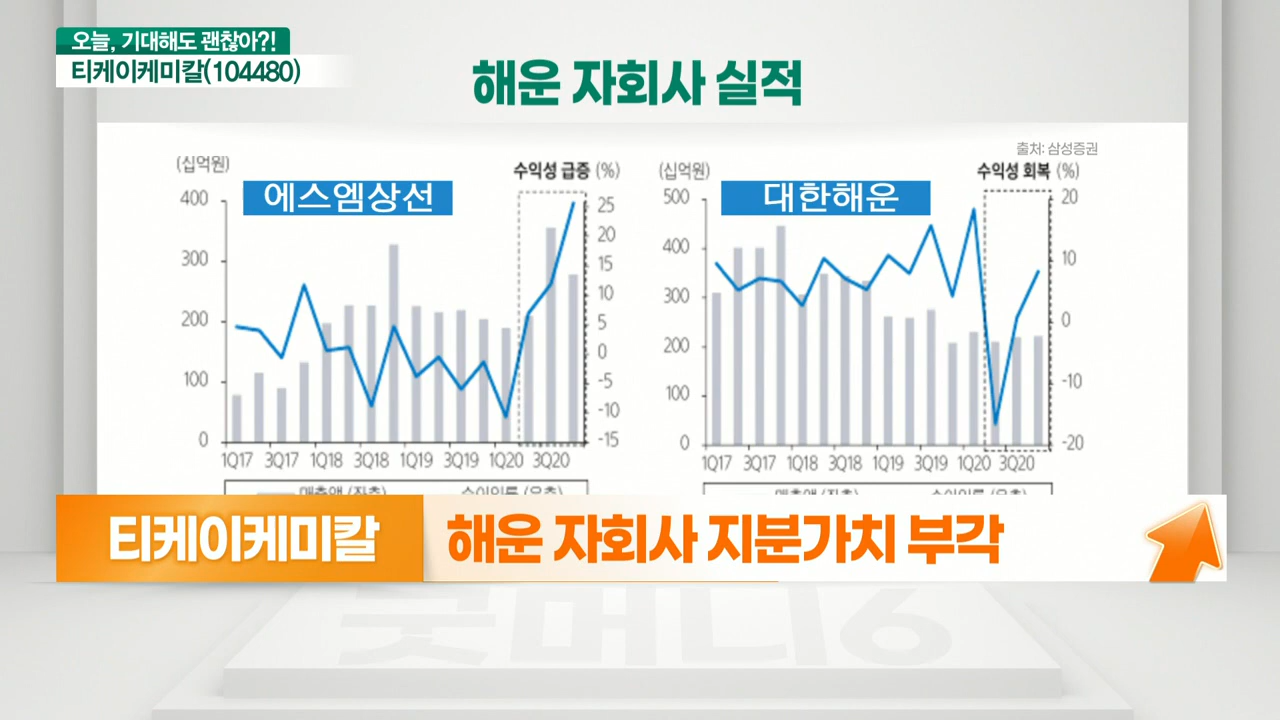 오늘, 기대해도 괜찮아?!
티케이케미칼(104480)
해운 자회사 실적
출처: 삼성증권
(십억원)
수익성 급증 (%)
에스엠상선
400
300
200
100
0
25
20
15
10
5
0
-5
-10
-15
1Q17 3Q17 1Q18 3Q18 1Q19 3Q19 1Q20 3Q20
(십억원)
수익성 회복 (%)
대한해운
500
400
300
200
100
0
20
10
0
-10
-20
1Q17 3Q17 1Q18 3Q18 1Q19 3Q19 1Q20 3Q20
티케이케미칼
해운 자회사 지분가치 부각
굿머니6